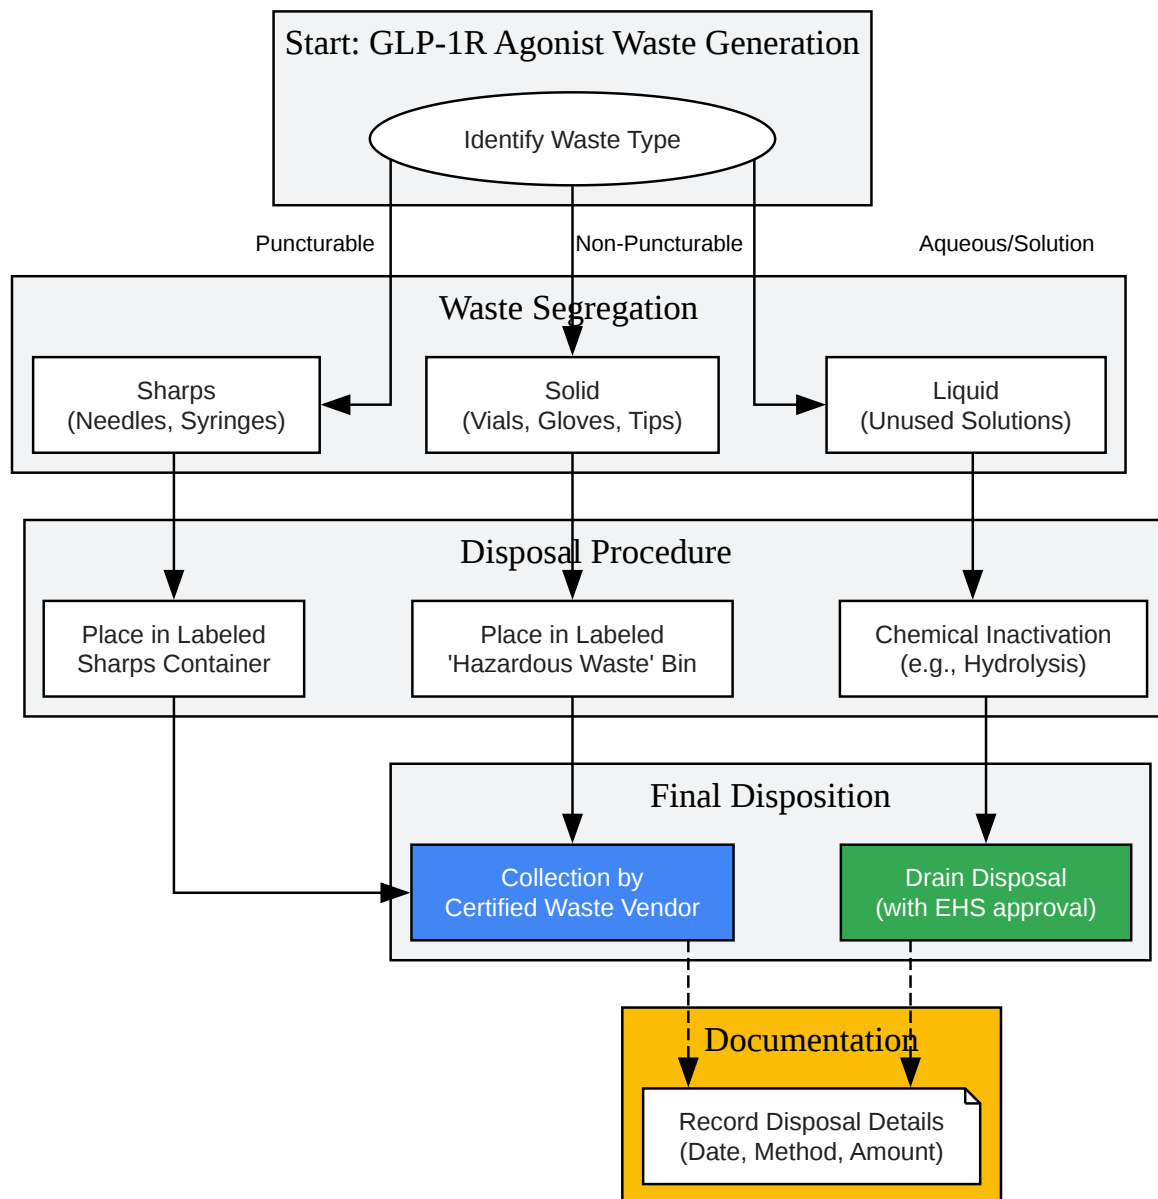 Start: GLP-1R Agonist Waste Generation
Identify Waste Type
Puncturable
Non-Puncturable
Aqueous/Solution
Waste Segregation
Sharps
(Needles, Syringes)
Solid
(Vials, Gloves, Tips)
Liquid
(Unused Solutions)
Disposal Procedure
Place in Labeled
Sharps Container
Place in Labeled
'Hazardous Waste' Bin
Chemical Inactivation
(e.g., Hydrolysis)
Final Disposition
Collection by
Certified Waste Vendor
Drain Disposal
(with EHS approval)
Documentation
Record Disposal Details
(Date, Method, Amount)